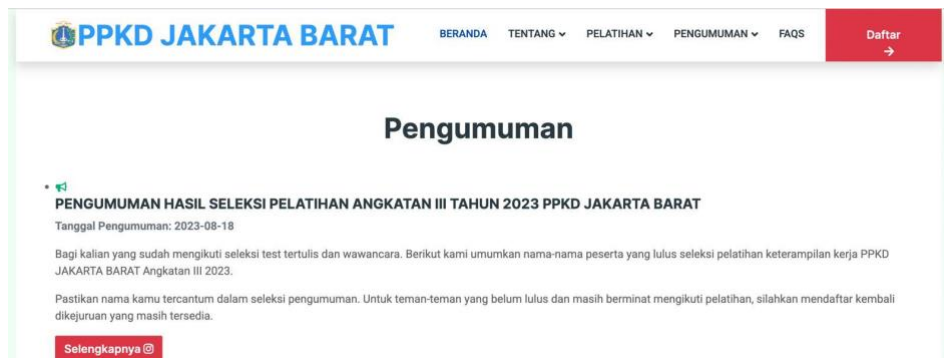 PPKD JAKARTA BARAT
BERANDA TENTANG PELATIHAN PENGUMUMAN FAQS
Daftar
Pengumuman
PENGUMUMAN HASIL SELEKSI PELATIHAN ANGKATAN III TAHUN 2023 PPKD JAKARTA BARAT
Tanggal Pengumuman: 2023-08-18
Bagi kalian yang sudah mengikuti seleksi test tertulis dan wawancara. Berikut kami umumkan nama-nama peserta yang lulus seleksi pelatihan keterampilan kerja PPKD
JAKARTA BARAT Angkatan III 2023.
Pastikan nama kamu tercantum dalam seleksi pengumuman. Untuk teman-teman yang belum lulus dan masih berminat mengikuti pelatihan, silahkan mendaftar kembali
dikejuruan yang masih tersedia.
Selengkapnya